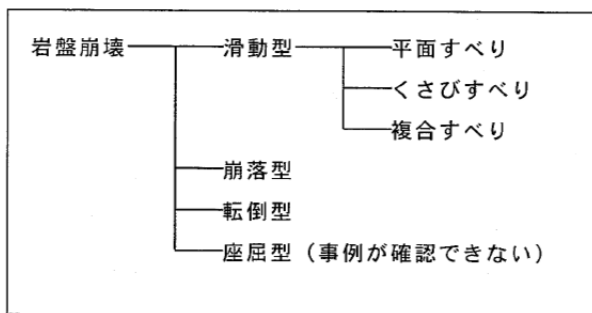 岩盤崩壊 滑動型 平面すべり
くさびすべり
複合すべり
崩落型
転倒型
座屈型（事例が確認できない）